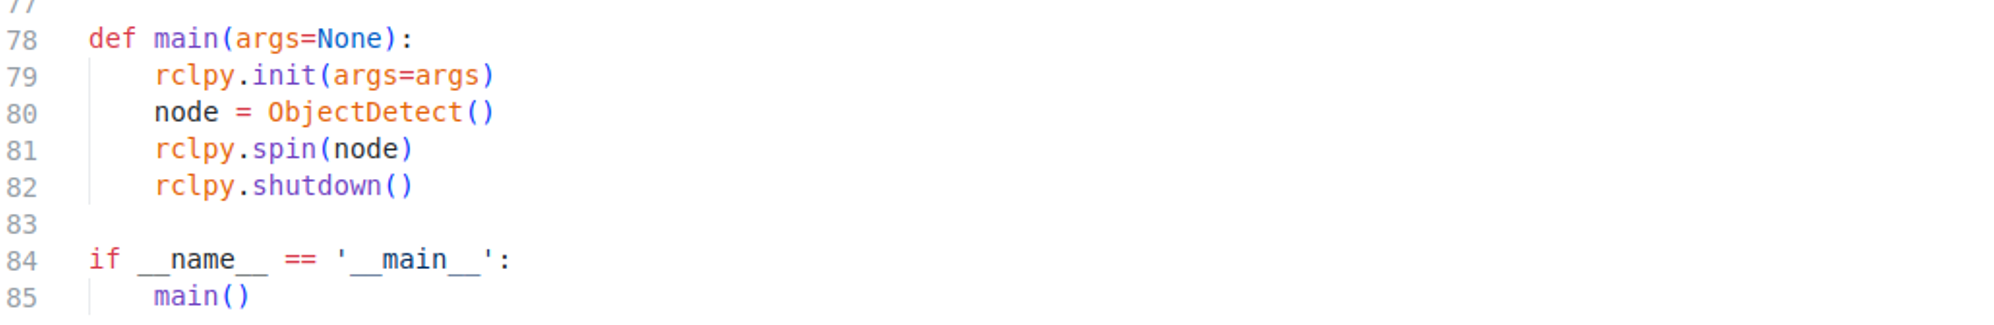 77
78 def main(args=None):
79     rclpy.init(args=args)
80     node = ObjectDetect()
81     rclpy.spin(node)
82     rclpy.shutdown()
83
84 if __name__ == '__main__':
85     main()